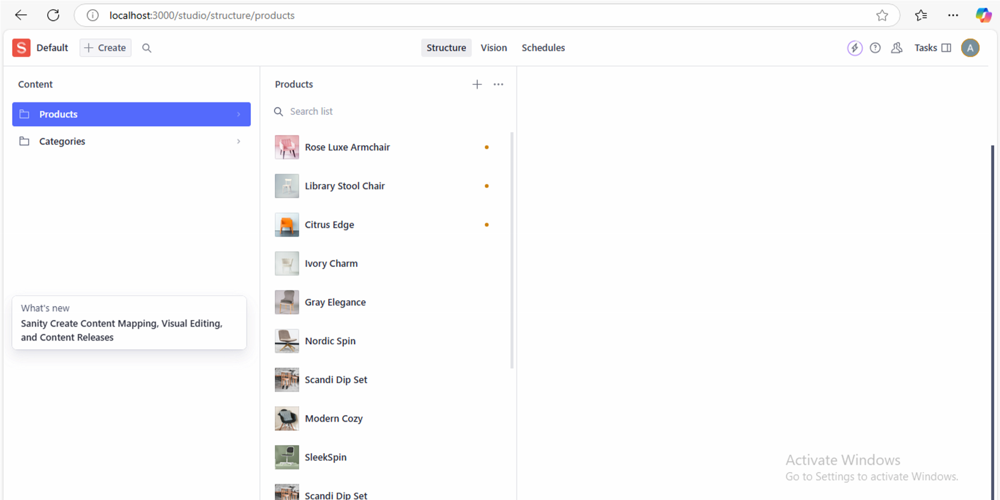 localhost:3000/studio/structure/products
S Default + Create Structure Vision Schedules Tasks A
Content
Products
Categories
What's new
Sanity Create Content Mapping, Visual Editing,
and Content Releases
Products
Search list
Rose Luxe Armchair
Library Stool Chair
Citrus Edge
Ivory Charm
Gray Elegance
Nordic Spin
Scandi Dip Set
Modern Cozy
SleekSpin
Scandi Dip Set
Activate Windows
Go to Settings to activate Windows.